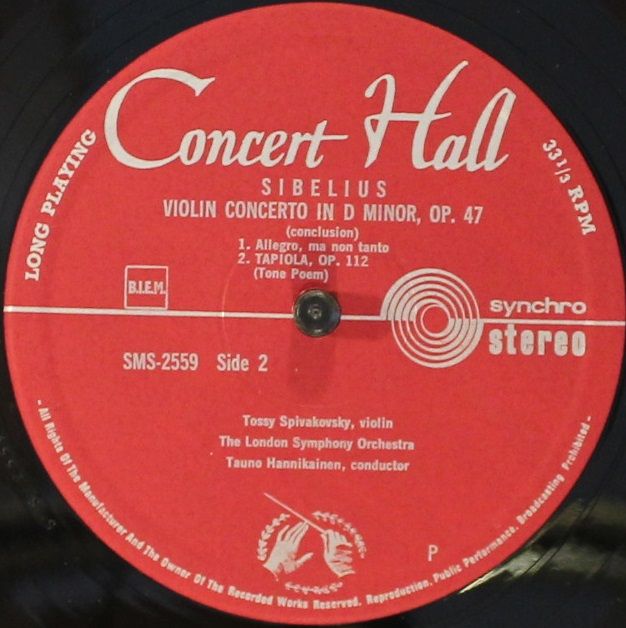 Concert Hall
LONG PLAYING
33 1/3 RPM
SIBELIUS
VIOLIN CONCERTO IN D MINOR, OP. 47
(conclusion)
1. Allegro, ma non tanto
2. TAPIOLA, OP. 112
(Tone Poem)
B.I.E.M.
synchro
stereo
SMS-2559 Side 2
Tossy Spivakovsky, violin
The London Symphony Orchestra
Tauno Hannikainen, conductor
P
- All Rights Of The Manufacturer And The Owner Of The Recorded Works Reserved. Reproduction, Public Performance, Broadcasting Prohibited -